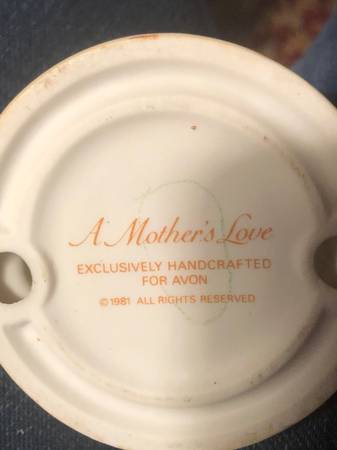 A Mother's Love
EXCLUSIVELY HANDCRAFTED
FOR AVON
©1981 ALL RIGHTS RESERVED